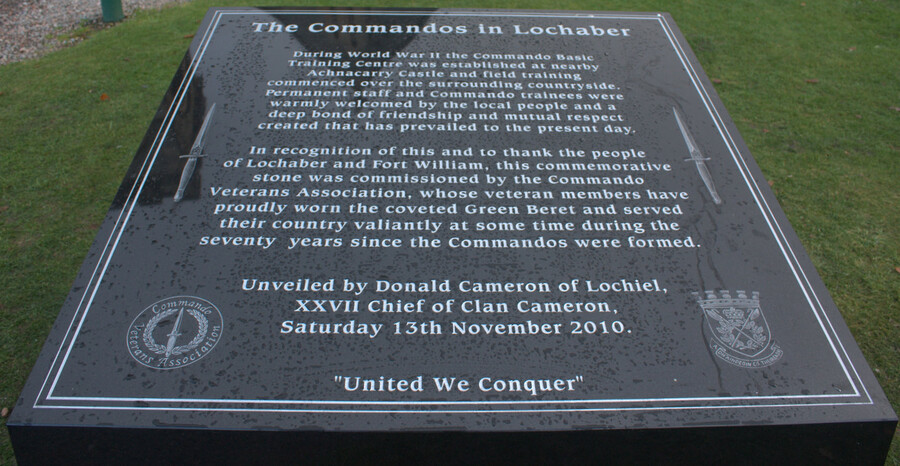 The Commandos in Lochaber
During World War II the Commando Basic
Training Centre was established at nearby
Achnacarry Castle and field training
commenced over the surrounding countryside.
Permanent staff and Commando trainees were
warmly welcomed by the local people and a
deep bond of friendship and mutual respect
created that has prevailed to the present day.
In recognition of this and to thank the people
of Lochaber and Fort William, this commemorative
stone was commissioned by the Commando
Veterans Association, whose veteran members have
proudly worn the coveted Green Beret and served
their country valiantly at some time during the
seventy years since the Commandos were formed.
Unveiled by Donald Cameron of Lochiel,
XXVII Chief of Clan Cameron,
Saturday 13th November 2010.
Commando
Veterans Association
"United We Conquer"